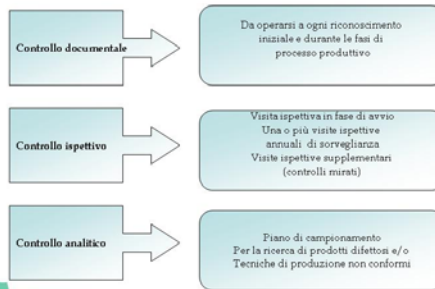 Controllo documentale
Da operarsi a ogni riconoscimento
iniziale e durante le fasi di
processo produttivo
Controllo ispettivo
Visita ispettiva in fase di avvio
Una o più visite ispettive
annuali di sorveglianza
Visite ispettive supplementari
(controlli mirati)
Controllo analitico
Piano di campionamento
Per la ricerca di prodotti difettosi e/o
Tecniche di produzione non conformi